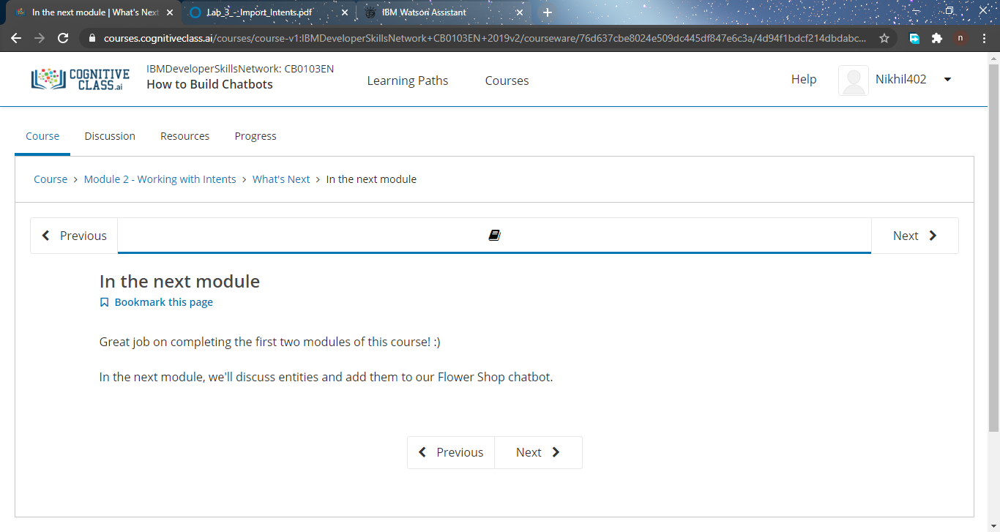 In the next module | What's Next
Lab_3_-_Import_Intents.pdf
IBM Watson Assistant
courses.cognitiveclass.ai/courses/course-v1:IBMDeveloperSkillsNetwork+CB0103EN+2019v2/courseware/76d637cbe8024e509dc445df847e6c3a/4d94f1bdcf214dbdabc...
n
COGNITIVE
CLASS.ai
IBMDeveloperSkillsNetwork: CB0103EN
How to Build Chatbots
Learning Paths
Courses
Help
Nikhil402
Course
Discussion
Resources
Progress
Course > Module 2 - Working with Intents > What's Next > In the next module
Previous
Next
In the next module
Bookmark this page
Great job on completing the first two modules of this course! :)
In the next module, we'll discuss entities and add them to our Flower Shop chatbot.
Previous
Next